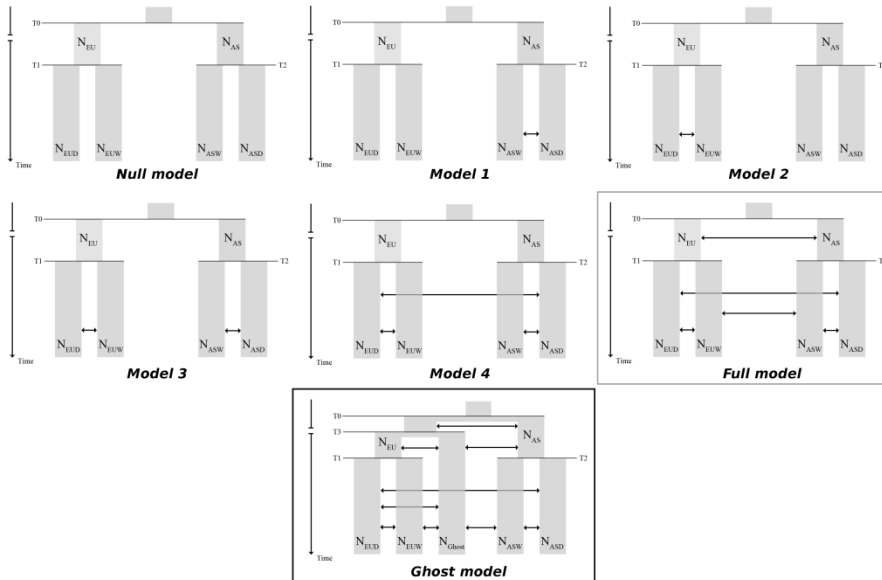 T0 T0 T0
N_EU N_AS N_EU N_AS N_EU N_AS
T1 T2 T1 T2 T1 T
N_EUD N_EUW N_ASW N_ASD N_EUD N_EUW N_ASW N_ASD N_EUD N_EUW N_ASW N_ASD
Time Time Time
Null model Model 1 Model 2
T0 T0 T0
N_EU N_AS N_EU N_AS N_EU N_AS
T1 T2 T1 T2 T1 T
N_EUD N_EUW N_ASW N_ASD N_EUD N_EUW N_ASW N_ASD N_EUD N_EUW N_ASW N_ASD
Time Time Time
Model 3 Model 4 Full model
T0
T3
N_EU N_AS
T1 T2
N_EUD N_EUW N_Ghost N_ASW N_ASD
Time
Ghost model